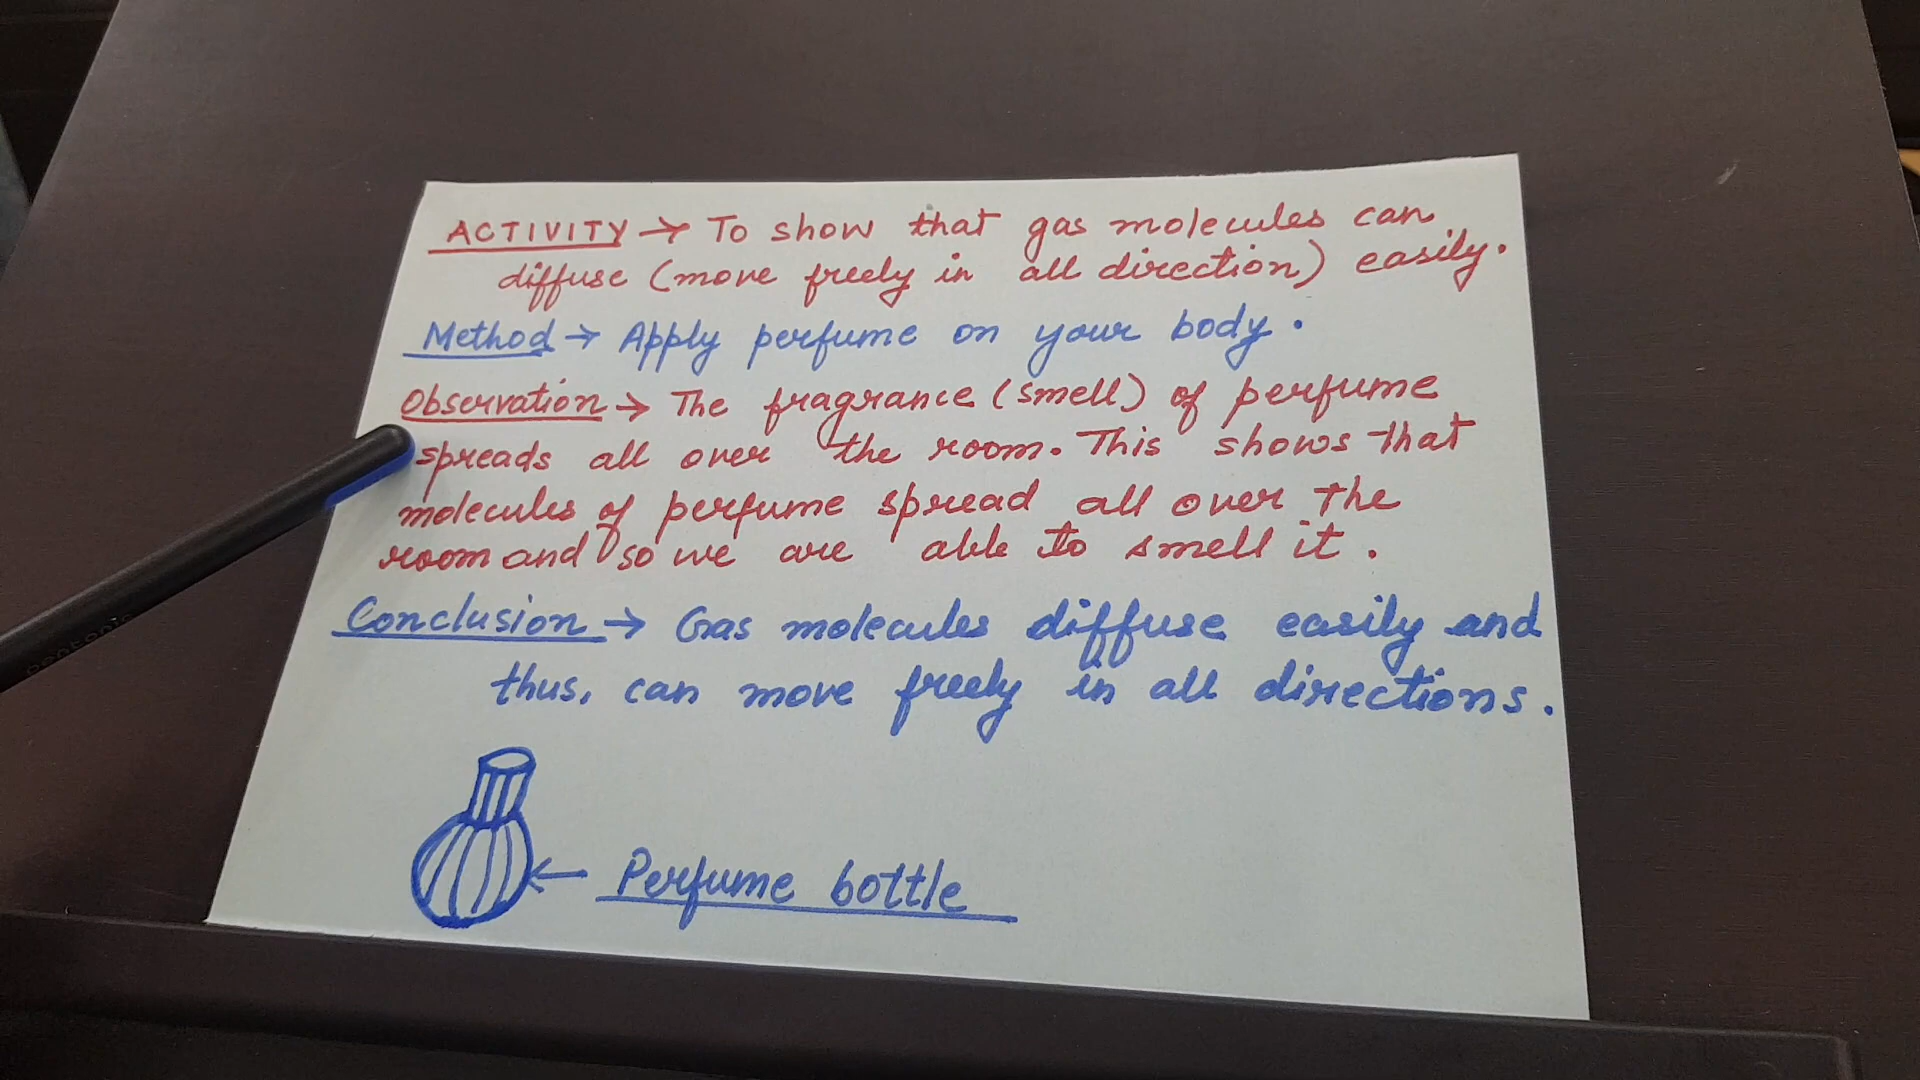 ACTIVITY → To show that gas molecules can
diffuse (move freely in all direction) easily.
Method → Apply perfume on your body.
Observation → The fragrance (smell) of perfume
spreads all over the room. This shows that
molecules of perfume spread all over the
room and so we are able to smell it.
Conclusion → Gas molecules diffuse easily and
thus, can move freely in all directions.
← Perfume bottle